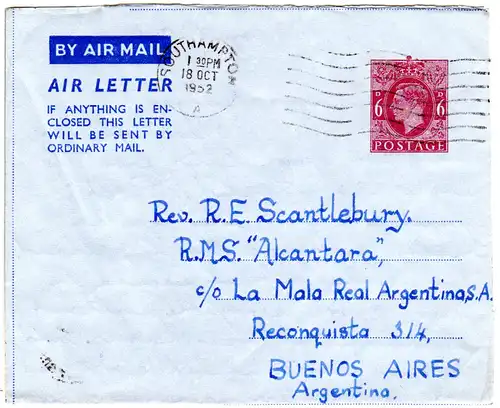 BY AIR MAIL
AIR LETTER
IF ANYTHING IS EN-
CLOSED THIS LETTER
WILL BE SENT BY
ORDINARY MAIL.
SOUTHAMPTON
1 30PM
18 OCT
1952
A
6 D D 6
POSTAGE
Rev. R.E Scantlebury.
R.M.S. "Alcantara",
c/o La Mala Real Argentina, S.A.
Reconquista 314,
BUENOS AIRES
Argentina.